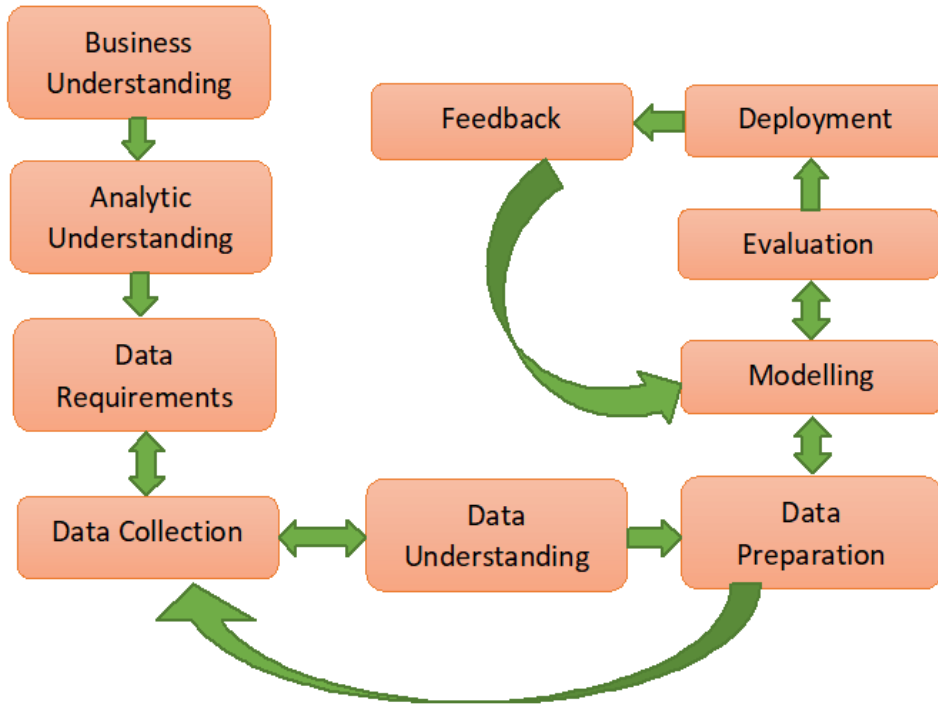 Business
Understanding
Analytic
Understanding
Data
Requirements
Data Collection
Data
Understanding
Data
Preparation
Modelling
Evaluation
Deployment
Feedback